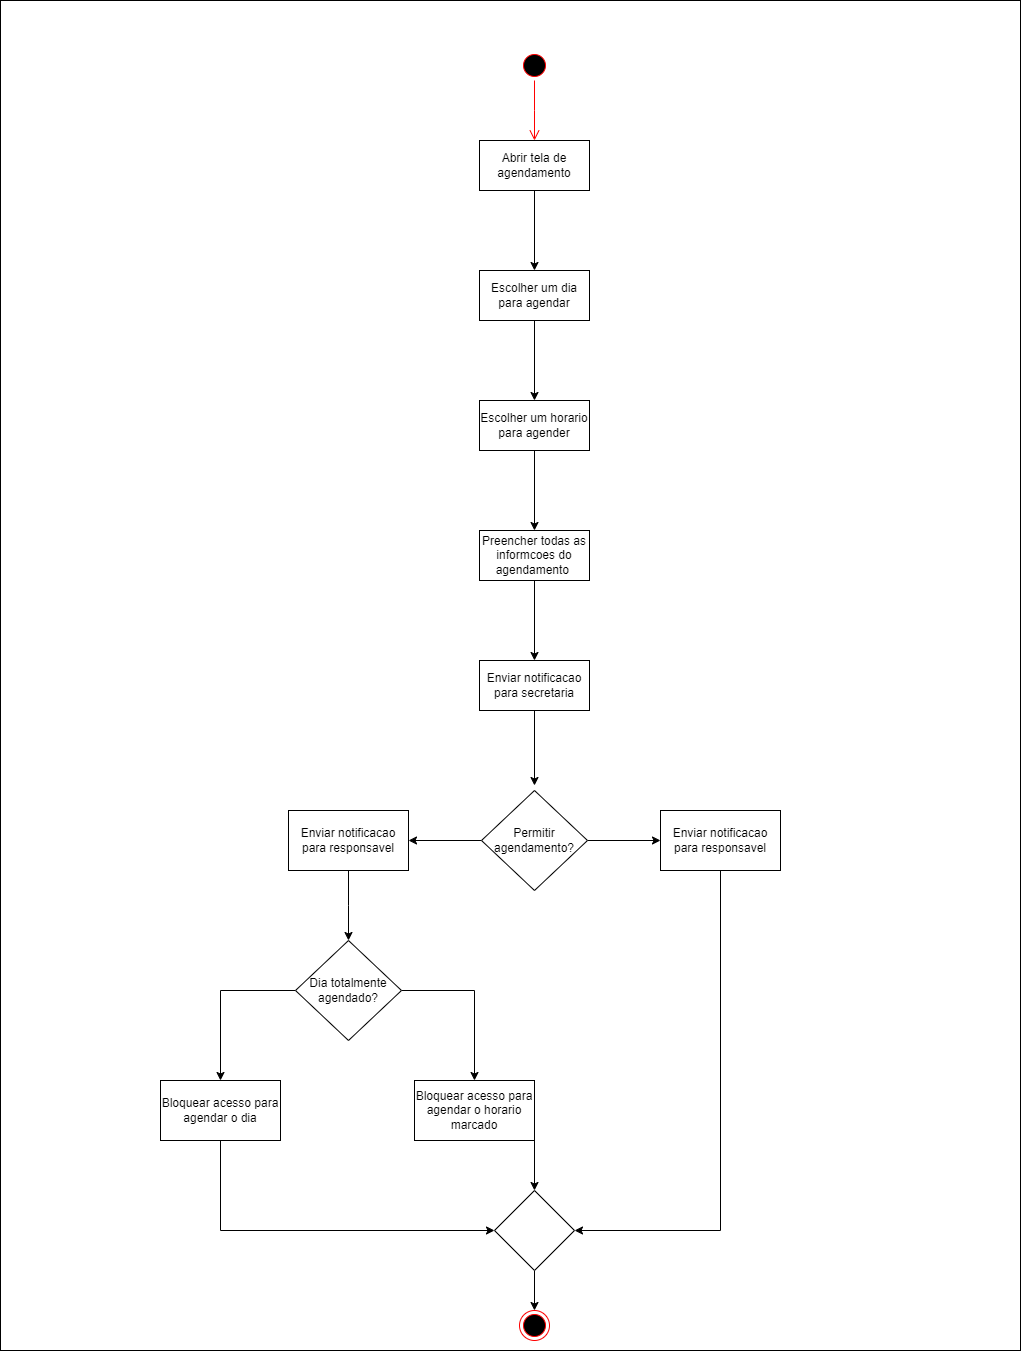 Abrir tela de
agendamento
Escolher um dia
para agendar
Escolher um horario
para agender
Preencher todas as
informcoes do
agendamento
Enviar notificacao
para secretaria
Permitir
agendamento?
Enviar notificacao
para responsavel
Enviar notificacao
para responsavel
Dia totalmente
agendado?
Bloquear acesso para
agendar o dia
Bloquear acesso para
agendar o horario
marcado